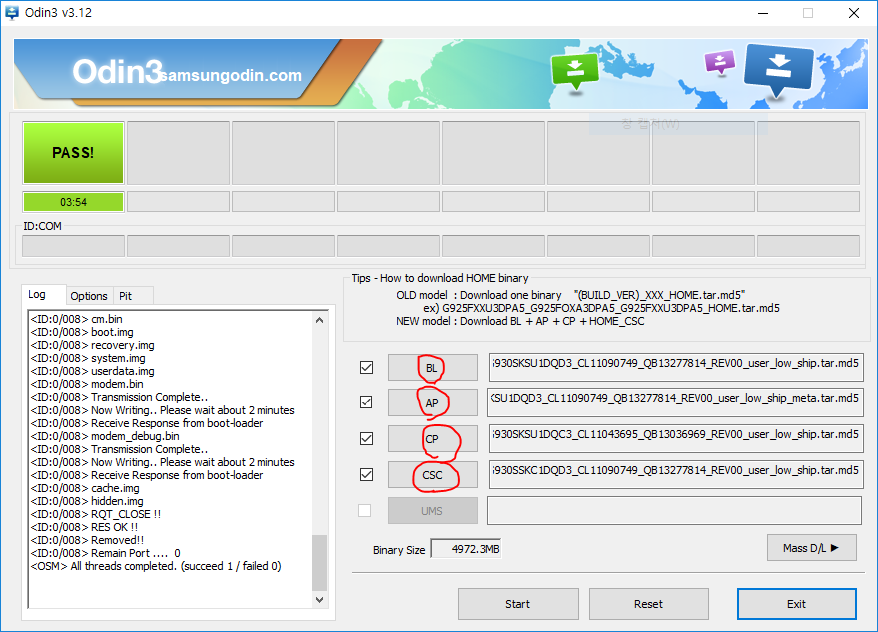 Odin3 v3.12
Odin3 samsungodin.com
창 캡처(W)
PASS!
03:54
ID:COM
Log Options Pit
<ID:0/008> cm.bin
<ID:0/008> boot.img
<ID:0/008> recovery.img
<ID:0/008> system.img
<ID:0/008> userdata.img
<ID:0/008> modem.bin
<ID:0/008> Transmission Complete..
<ID:0/008> Now Writing.. Please wait about 2 minutes
<ID:0/008> Receive Response from boot-loader
<ID:0/008> modem_debug.bin
<ID:0/008> Transmission Complete..
<ID:0/008> Now Writing.. Please wait about 2 minutes
<ID:0/008> Receive Response from boot-loader
<ID:0/008> cache.img
<ID:0/008> hidden.img
<ID:0/008> RQT_CLOSE !!
<ID:0/008> RES OK !!
<ID:0/008> Removed!!
<ID:0/008> Remain Port .... 0
<OSM> All threads completed. (succeed 1 / failed 0)
Tips - How to download HOME binary
OLD model : Download one binary "(BUILD_VER)_XXX_HOME.tar.md5"
ex) G925FXXU3DPA5_G925FOXA3DPA5_G925FXXU3DPA5_HOME.tar.md5
NEW model : Download BL + AP + CP + HOME_CSC
BL 930SKSU1DQD3_CL11090749_QB13277814_REV00_user_low_ship.tar.md5
AP SU1DQD3_CL11090749_QB13277814_REV00_user_low_ship_meta.tar.md5
CP 930SKSU1DQC3_CL11043695_QB13036969_REV00_user_low_ship.tar.md5
CSC 930SSKC1DQD3_CL11090749_QB13277814_REV00_user_low_ship.tar.md5
UMS
Binary Size 4972.3MB
Mass D/L ▶
Start Reset Exit